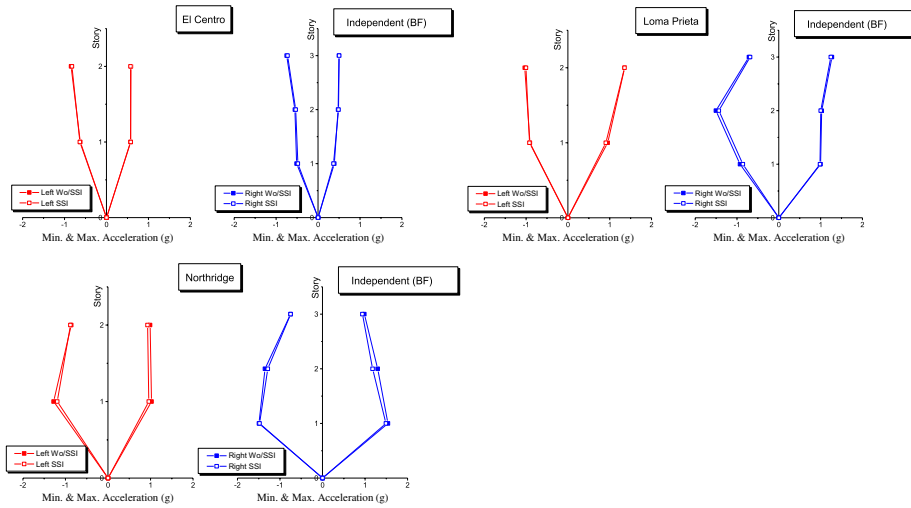 El Centro
Independent (BF)
Story
2
1
0
Left Wo/SSI
Left SSI
-2 -1 0 1 2
Min. & Max. Acceleration (g)
Story
3
2
1
0
Right Wo/SSI
Right SSI
-2 -1 0 1 2
Min. & Max. Acceleration (g)
Loma Prieta
Independent (BF)
Story
2
1
0
Left Wo/SSI
Left SSI
-2 -1 0 1 2
Min. & Max. Acceleration (g)
Story
3
2
1
0
Right Wo/SSI
Right SSI
-2 -1 0 1 2
Min. & Max. Acceleration (g)
Northridge
Independent (BF)
Story
2
1
0
Left Wo/SSI
Left SSI
-2 -1 0 1 2
Min. & Max. Acceleration (g)
Story
3
2
1
0
Right Wo/SSI
Right SSI
-2 -1 0 1 2
Min. & Max. Acceleration (g)